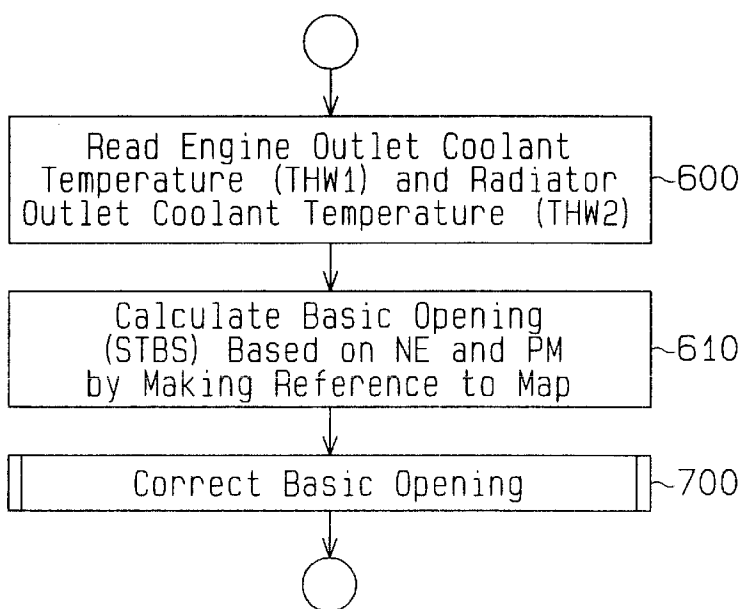 Read Engine Outlet Coolant
Temperature (THW1) and Radiator
Outlet Coolant Temperature (THW2)
600
Calculate Basic Opening
(STBS) Based on NE and PM
by Making Reference to Map
610
Correct Basic Opening
700